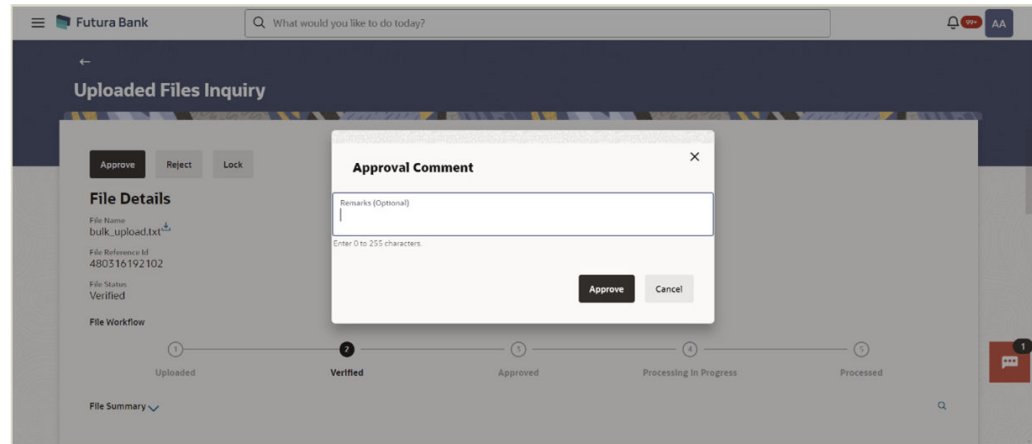 Futura Bank
What would you like to do today?
99+
AA
Uploaded Files Inquiry
Approve Reject Lock
Approval Comment
Remarks (Optional)
Enter 0 to 255 characters.
Approve Cancel
File Details
File Name
bulk_upload.txt
File Reference Id
480316192102
File Status
Verified
File Workflow
1 2 3 4 5
Uploaded Verified Approved Processing in Progress Processed
1
File Summary